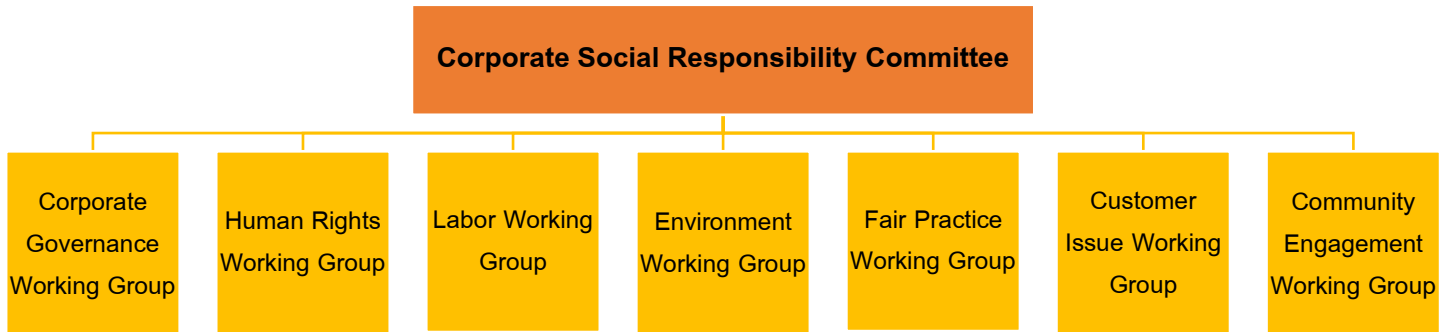 Corporate Social Responsibility Committee
Corporate
Governance
Working Group
Human Rights
Working Group
Labor Working
Group
Environment
Working Group
Fair Practice
Working Group
Customer
Issue Working
Group
Community
Engagement
Working Group